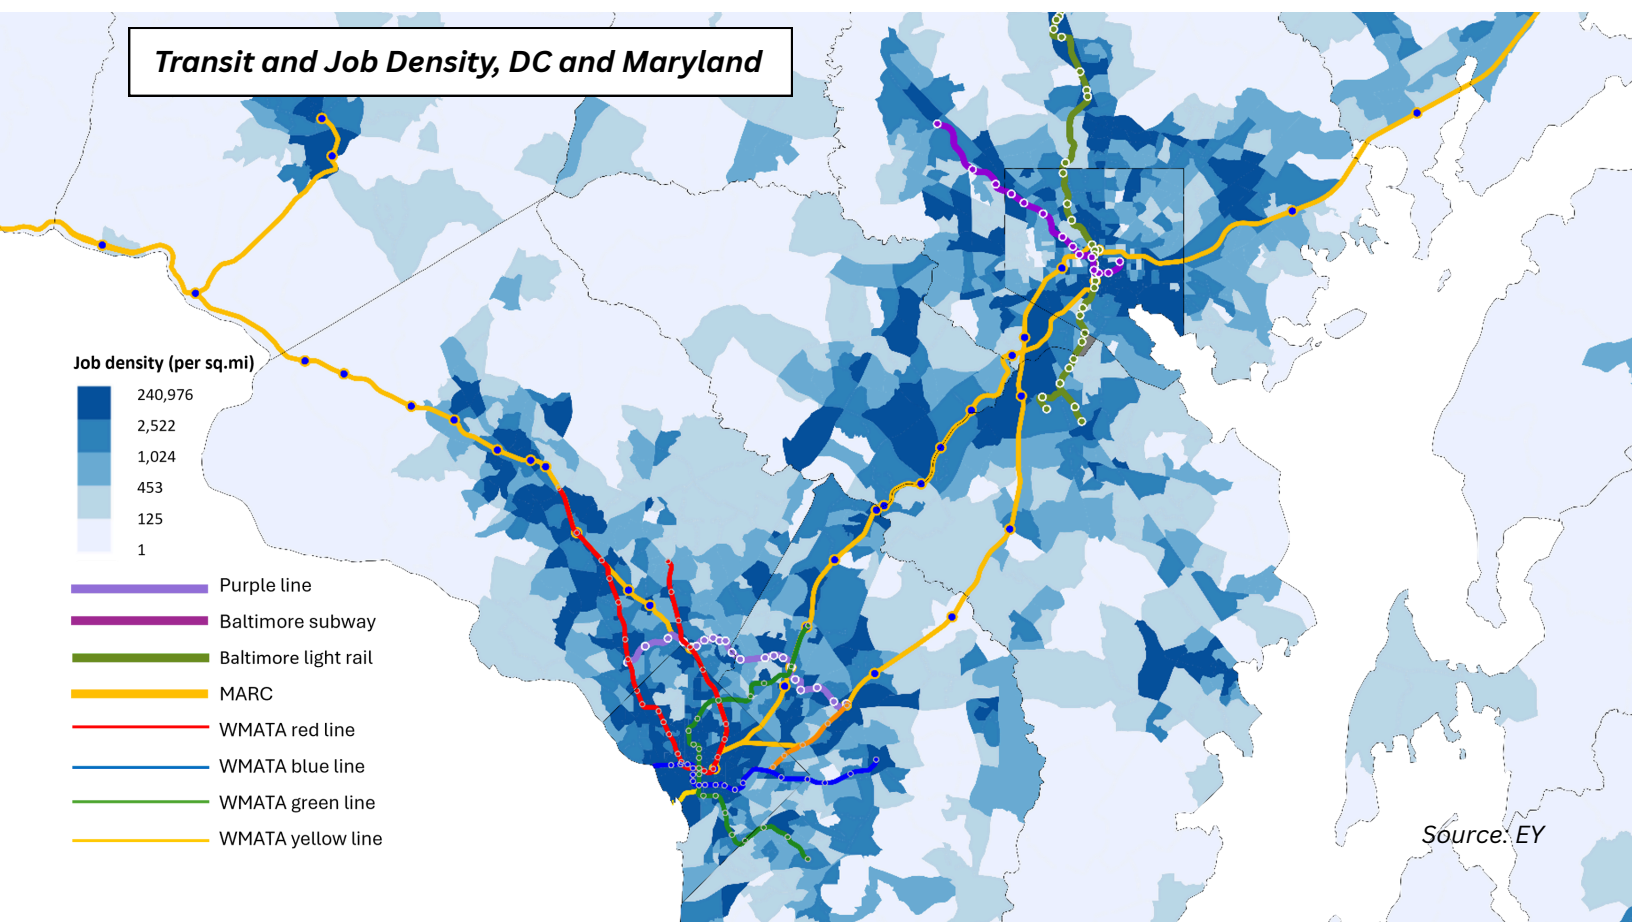 Transit and Job Density, DC and Maryland
Job density (per sq.mi)
240,976
2,522
1,024
453
125
1
Purple line
Baltimore subway
Baltimore light rail
MARC
WMATA red line
WMATA blue line
WMATA green line
WMATA yellow line
Source: EY